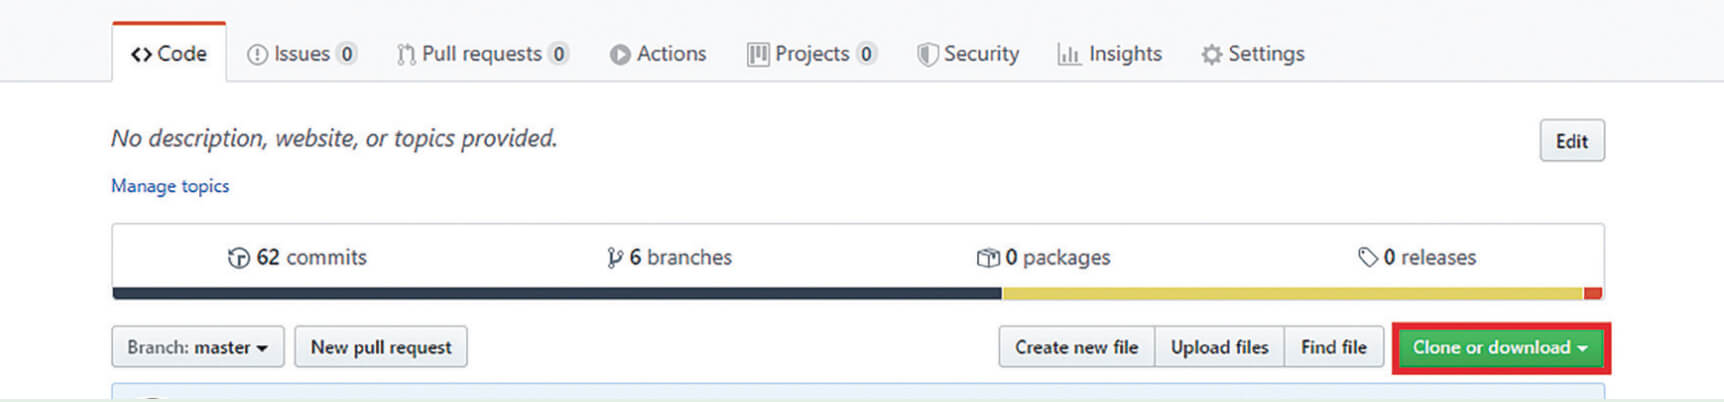 Code Issues 0 Pull requests 0 Actions Projects 0 Security Insights Settings
No description, website, or topics provided. Edit
Manage topics
62 commits 6 branches 0 packages 0 releases
Branch: master New pull request Create new file Upload files Find file Clone or download